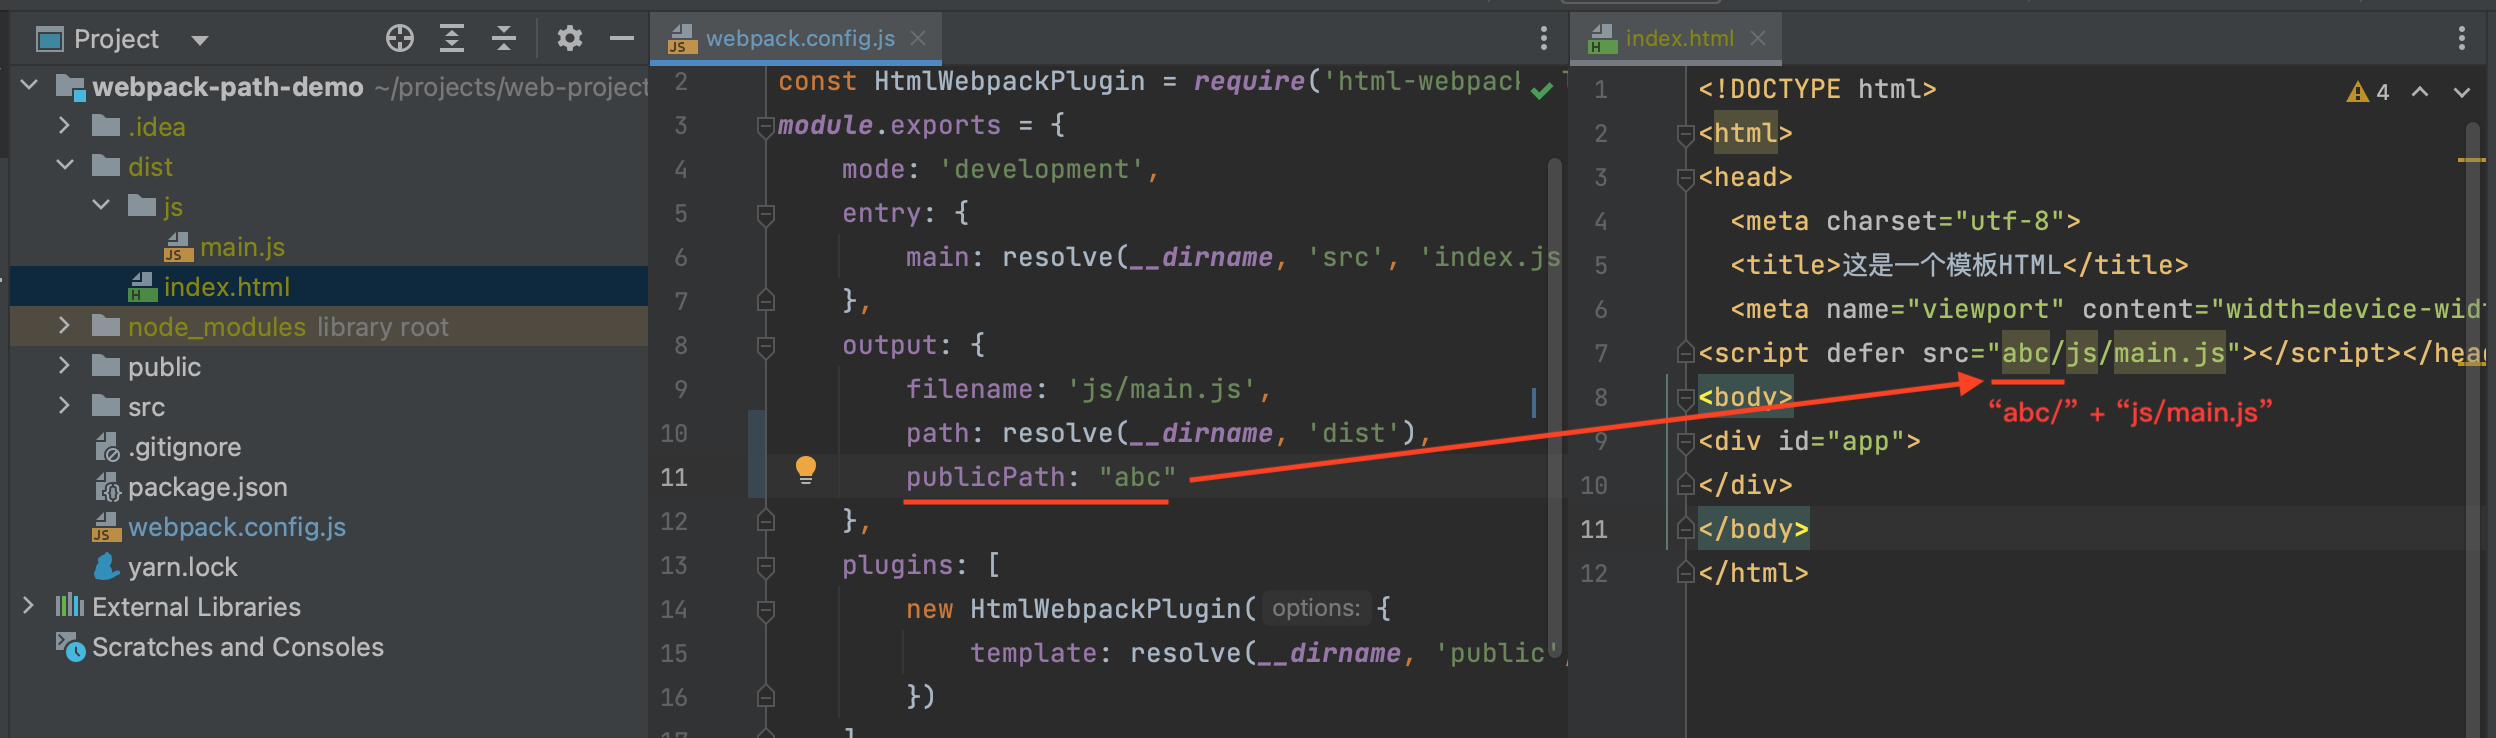 Project
webpack-path-demo ~/projects/web-project
.idea
dist
js
main.js
index.html
node_modules library root
public
src
.gitignore
package.json
webpack.config.js
yarn.lock
External Libraries
Scratches and Consoles
webpack.config.js
2 const HtmlWebpackPlugin = require('html-webpack
3 module.exports = {
4 mode: 'development',
5 entry: {
6 main: resolve(__dirname, 'src', 'index.js
7 },
8 output: {
9 filename: 'js/main.js',
10 path: resolve(__dirname, 'dist'),
11 publicPath: "abc"
12 },
13 plugins: [
14 new HtmlWebpackPlugin( options: {
15 template: resolve(__dirname, 'public',
16 })
17 ]
index.html
4
1 <!DOCTYPE html>
2 <html>
3 <head>
4 <meta charset="utf-8">
5 <title>这是一个模板HTML</title>
6 <meta name="viewport" content="width=device-wid
7 <script defer src="abc/js/main.js"></script></head
8 <body>
“abc/” + “js/main.js”
9 <div id="app">
10 </div>
11 </body>
12 </html>